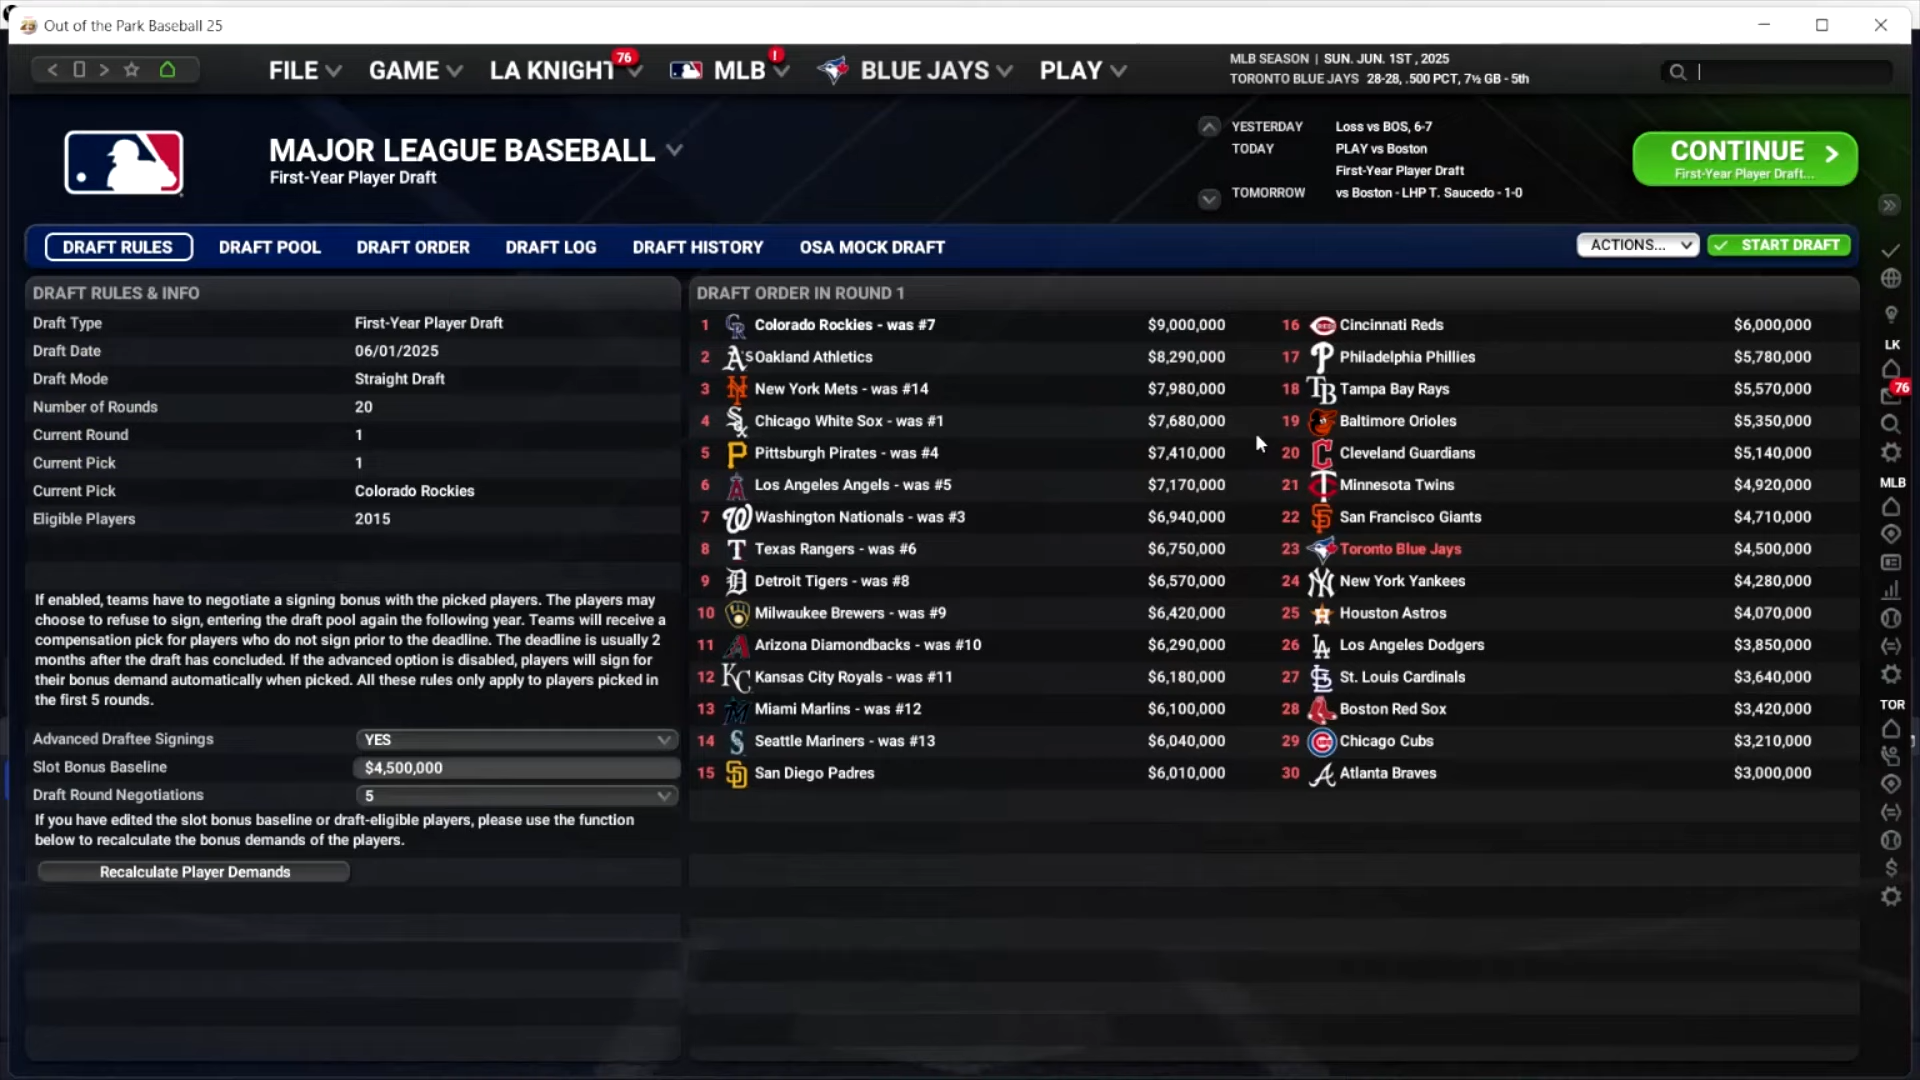 Out of the Park Baseball 25
FILE
GAME
LA KNIGHT
76
MLB
!
BLUE JAYS
PLAY
MLB SEASON | SUN. JUN. 1ST , 2025
TORONTO BLUE JAYS 28-28, .500 PCT, 7½ GB - 5th
MAJOR LEAGUE BASEBALL
First-Year Player Draft
YESTERDAY Loss vs BOS, 6-7
TODAY PLAY vs Boston
First-Year Player Draft
TOMORROW vs Boston - LHP T. Saucedo - 1-0
CONTINUE
First-Year Player Draft...
DRAFT RULES
DRAFT POOL
DRAFT ORDER
DRAFT LOG
DRAFT HISTORY
OSA MOCK DRAFT
ACTIONS...
START DRAFT
DRAFT RULES & INFO
Draft Type First-Year Player Draft
Draft Date 06/01/2025
Draft Mode Straight Draft
Number of Rounds 20
Current Round 1
Current Pick 1
Current Pick Colorado Rockies
Eligible Players 2015
If enabled, teams have to negotiate a signing bonus with the picked players. The players may
choose to refuse to sign, entering the draft pool again the following year. Teams will receive a
compensation pick for players who do not sign prior to the deadline. The deadline is usually 2
months after the draft has concluded. If the advanced option is disabled, players will sign for
their bonus demand automatically when picked. All these rules only apply to players picked in
the first 5 rounds.
Advanced Draftee Signings YES
Slot Bonus Baseline $4,500,000
Draft Round Negotiations 5
If you have edited the slot bonus baseline or draft-eligible players, please use the function
below to recalculate the bonus demands of the players.
Recalculate Player Demands
DRAFT ORDER IN ROUND 1
1 Colorado Rockies - was #7 $9,000,000
2 Oakland Athletics $8,290,000
3 New York Mets - was #14 $7,980,000
4 Chicago White Sox - was #1 $7,680,000
5 Pittsburgh Pirates - was #4 $7,410,000
6 Los Angeles Angels - was #5 $7,170,000
7 Washington Nationals - was #3 $6,940,000
8 Texas Rangers - was #6 $6,750,000
9 Detroit Tigers - was #8 $6,570,000
10 Milwaukee Brewers - was #9 $6,420,000
11 Arizona Diamondbacks - was #10 $6,290,000
12 Kansas City Royals - was #11 $6,180,000
13 Miami Marlins - was #12 $6,100,000
14 Seattle Mariners - was #13 $6,040,000
15 San Diego Padres $6,010,000
16 Cincinnati Reds $6,000,000
17 Philadelphia Phillies $5,780,000
18 Tampa Bay Rays $5,570,000
19 Baltimore Orioles $5,350,000
20 Cleveland Guardians $5,140,000
21 Minnesota Twins $4,920,000
22 San Francisco Giants $4,710,000
23 Toronto Blue Jays $4,500,000
24 New York Yankees $4,280,000
25 Houston Astros $4,070,000
26 Los Angeles Dodgers $3,850,000
27 St. Louis Cardinals $3,640,000
28 Boston Red Sox $3,420,000
29 Chicago Cubs $3,210,000
30 Atlanta Braves $3,000,000
LK
76
MLB
TOR
$